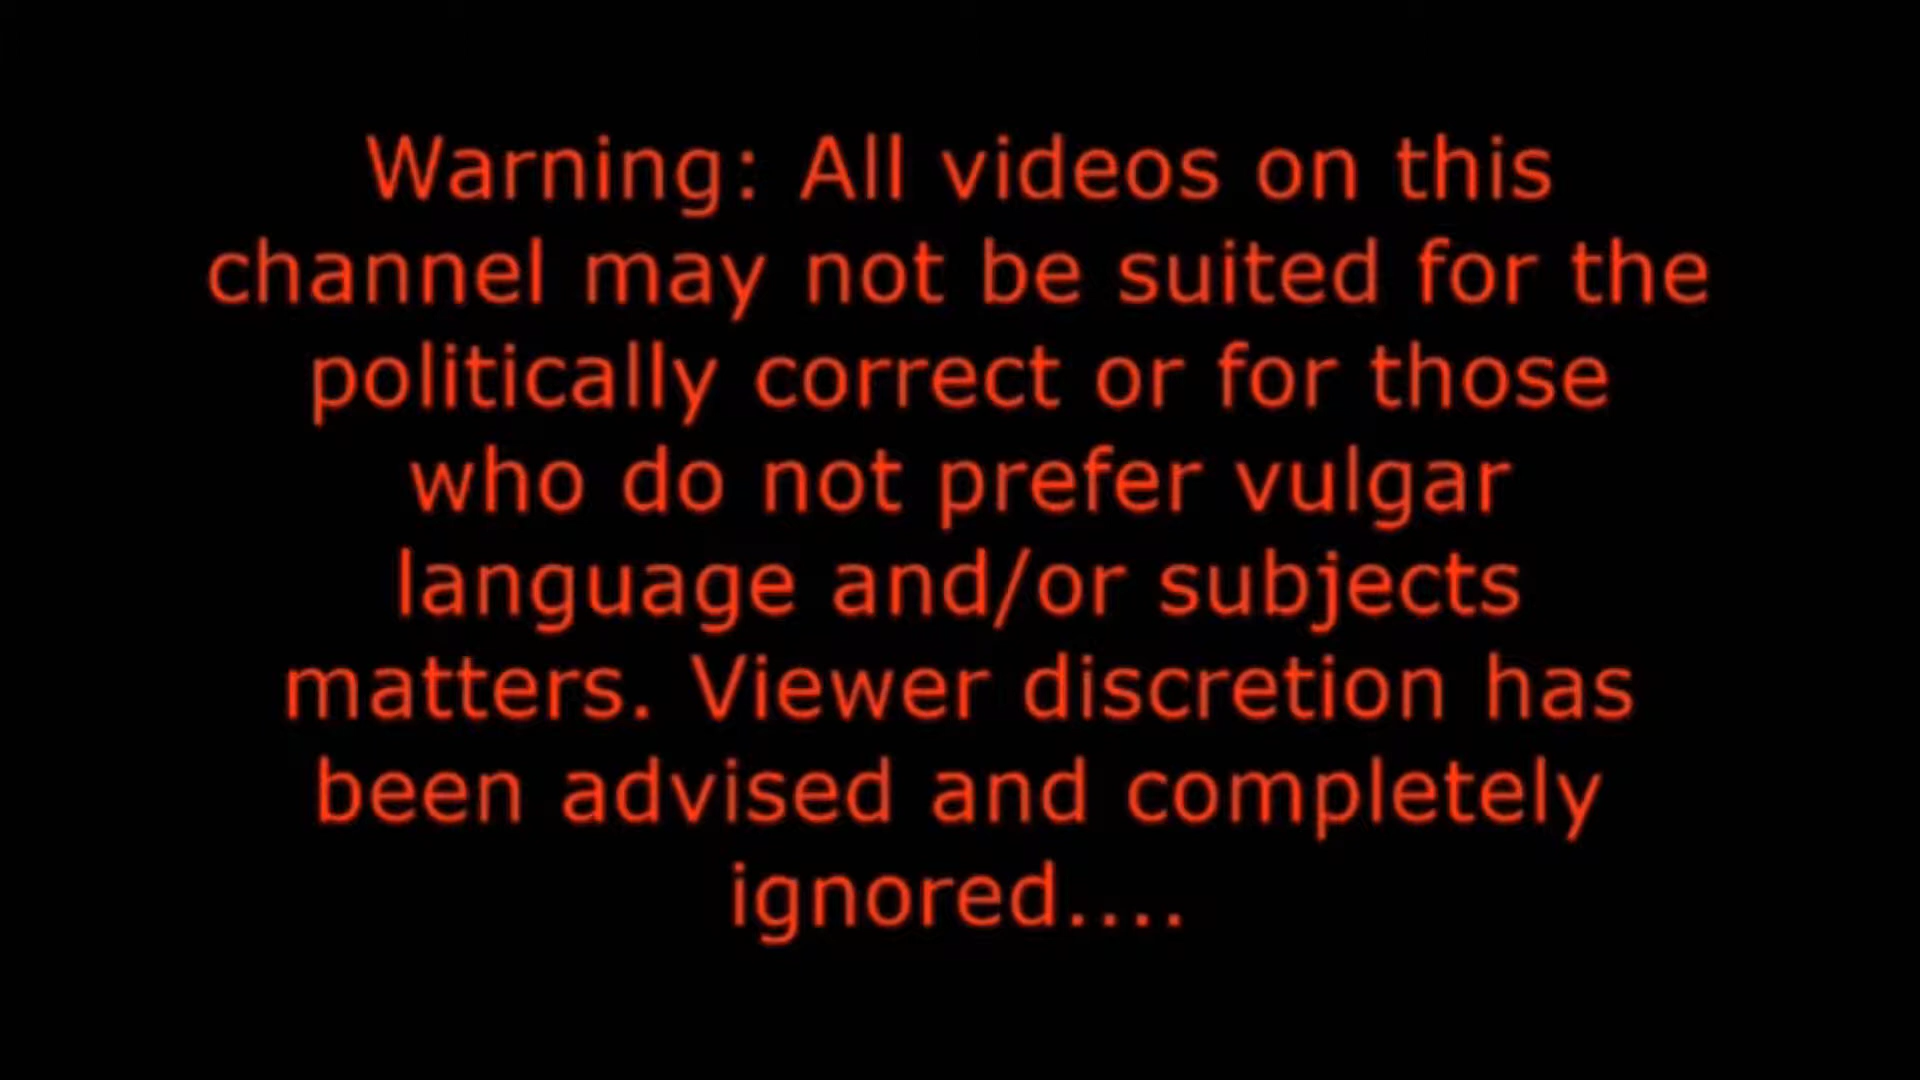 Warning: All videos on this
channel may not be suited for the
politically correct or for those
who do not prefer vulgar
language and/or subjects
matters. Viewer discretion has
been advised and completely
ignored....